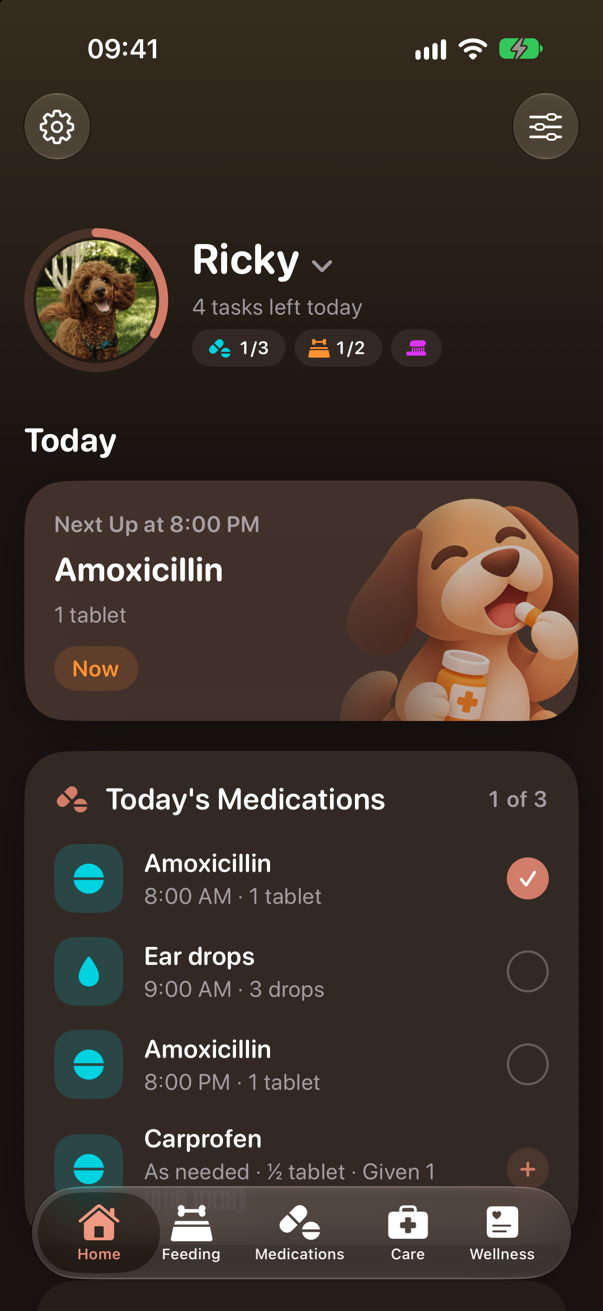 09:41
Ricky
4 tasks left today
1/3
1/2
Today
Next Up at 8:00 PM
Amoxicillin
1 tablet
Now
Today's Medications
1 of 3
Amoxicillin
8:00 AM · 1 tablet
Ear drops
9:00 AM · 3 drops
Amoxicillin
8:00 PM · 1 tablet
Carprofen
As needed · ½ tablet · Given 1
Home
Feeding
Medications
Care
Wellness